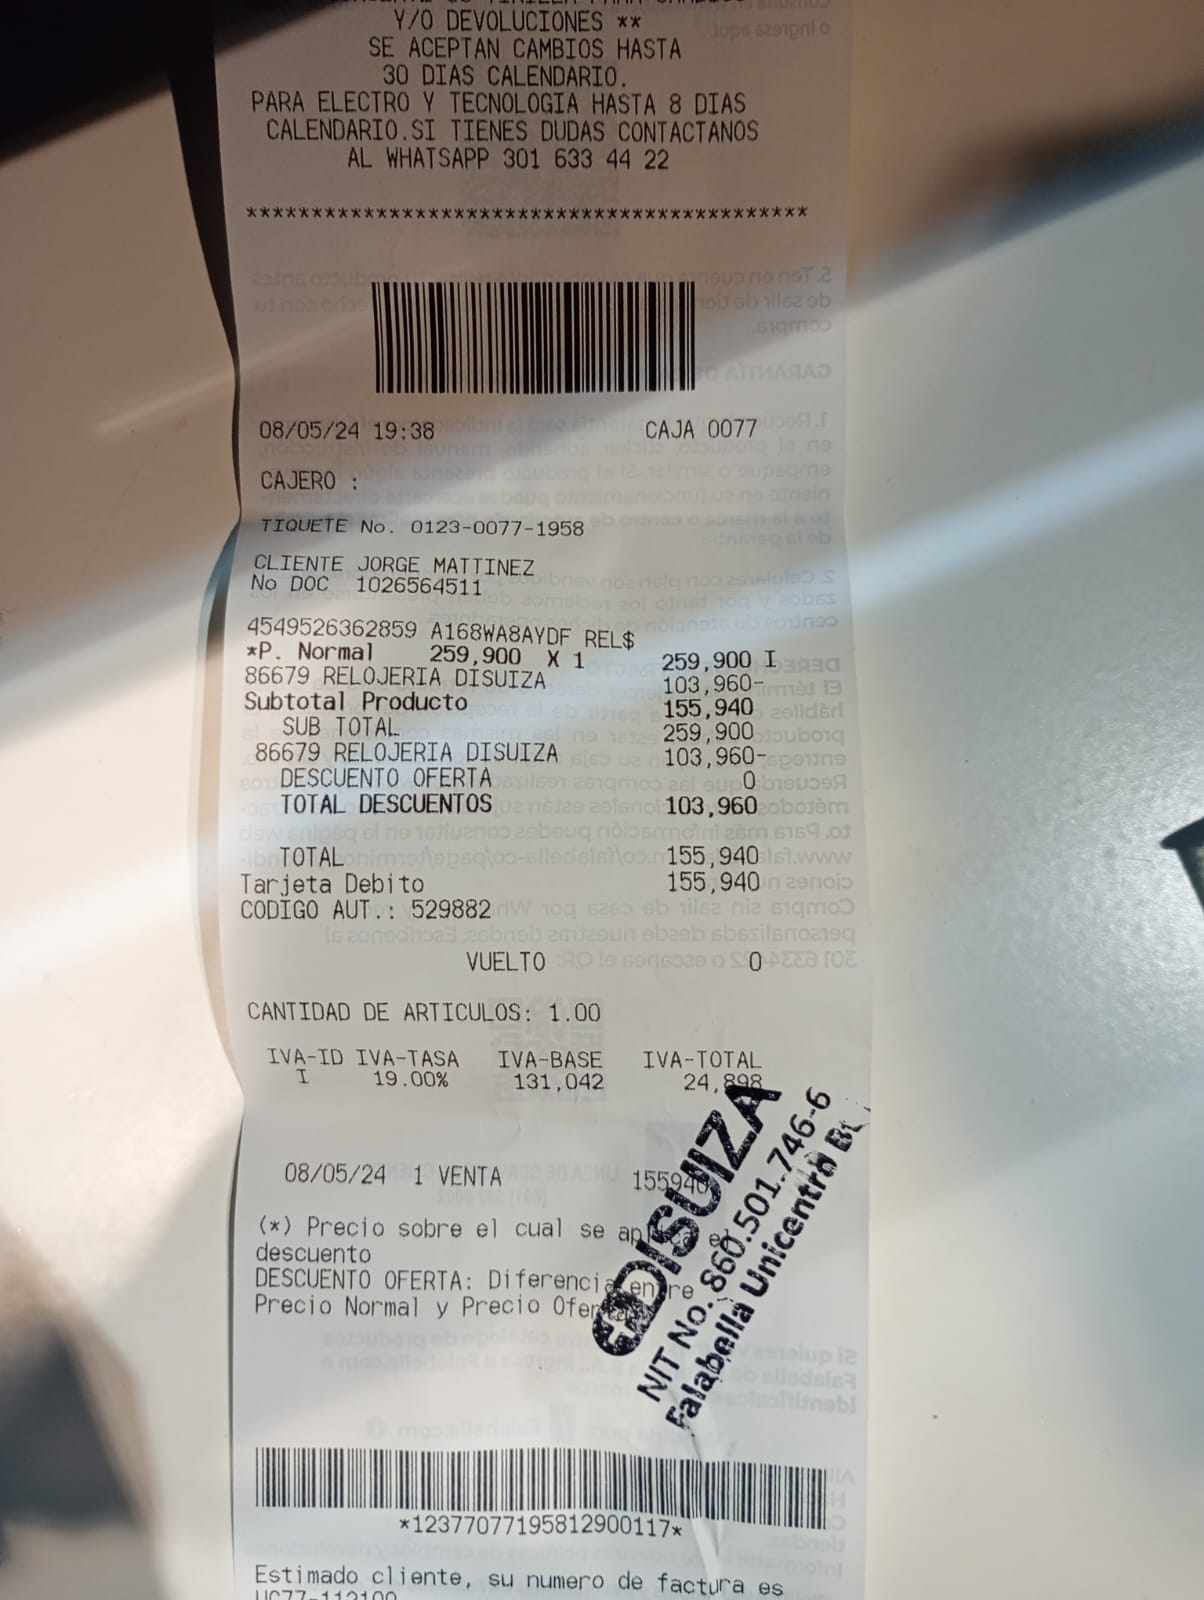 Y/O DEVOLUCIONES **
SE ACEPTAN CAMBIOS HASTA
30 DIAS CALENDARIO.
PARA ELECTRO Y TECNOLOGIA HASTA 8 DIAS
CALENDARIO.SI TIENES DUDAS CONTACTANOS
AL WHATSAPP 301 633 44 22
*******************************************
08/05/24 19:38 CAJA 0077
CAJERO :
TIQUETE No. 0123-0077-1958
CLIENTE JORGE MATTINEZ
No DOC 1026564511
4549526362859 A168WA8AYDF REL$
*P. Normal 259,900 X 1 259,900 I
86679 RELOJERIA DISUIZA 103,960-
Subtotal Producto 155,940
SUB TOTAL 259,900
86679 RELOJERIA DISUIZA 103,960-
DESCUENTO OFERTA 0
TOTAL DESCUENTOS 103,960
TOTAL 155,940
Tarjeta Debito 155,940
CODIGO AUT.: 529882
VUELTO 0
CANTIDAD DE ARTICULOS: 1.00
IVA-ID IVA-TASA IVA-BASE IVA-TOTAL
I 19.00% 131,042 24,898
08/05/24 1 VENTA 155940
(*) Precio sobre el cual se aplica el
descuento
DESCUENTO OFERTA: Diferencia entre
Precio Normal y Precio
DISUIZA
NIT No. 860.501.746-6
Falabella Unicentro
*12377077195812900117*
Estimado cliente, su numero de factura es